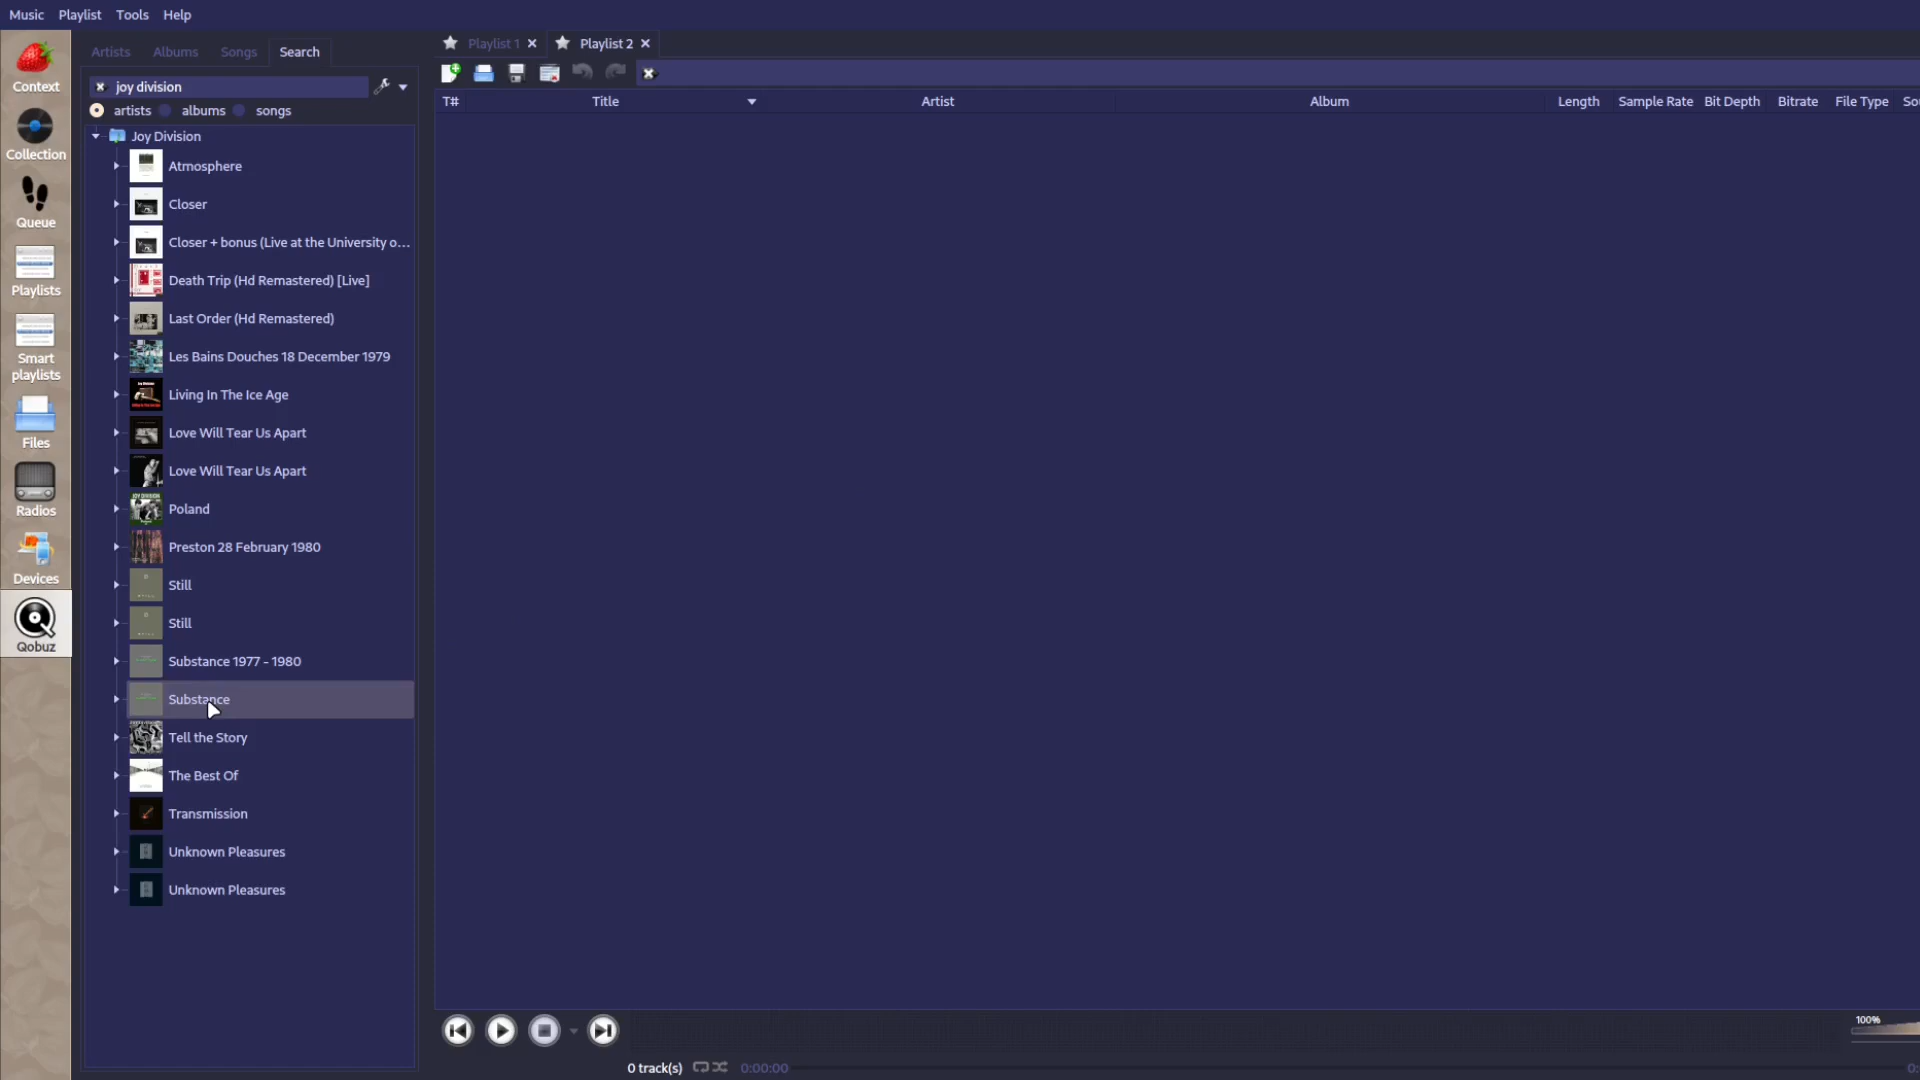 Music Playlist Tools Help
Context
Collection
Queue
Playlists
Smart
playlists
Files
Radios
Devices
Qobuz
Artists Albums Songs Search
joy division
artists albums songs
Joy Division
Atmosphere
Closer
Closer + bonus (Live at the University o...
Death Trip (Hd Remastered) [Live]
Last Order (Hd Remastered)
Les Bains Douches 18 December 1979
Living In The Ice Age
Love Will Tear Us Apart
Love Will Tear Us Apart
Poland
Preston 28 February 1980
Still
Still
Substance 1977 - 1980
Substance
Tell the Story
The Best Of
Transmission
Unknown Pleasures
Unknown Pleasures
Playlist 1 Playlist 2
T# Title Artist Album Length Sample Rate Bit Depth Bitrate File Type So
100%
0 track(s) 0:00:00 0: